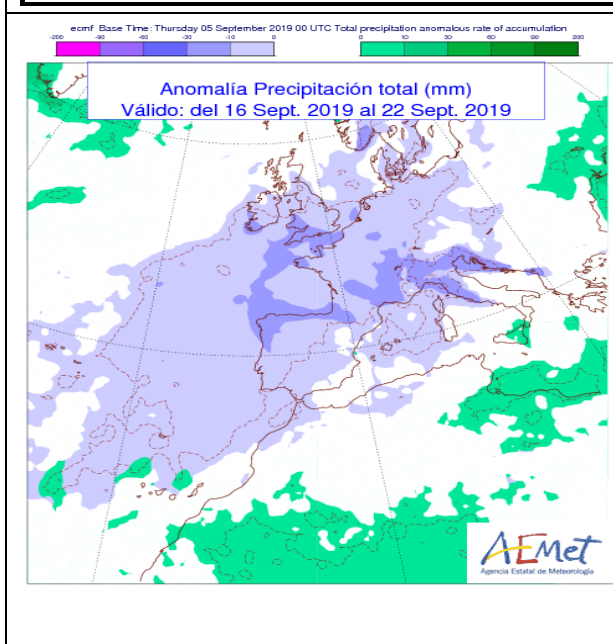 ecmf Base Time: Thursday 05 September 2019 00 UTC Total precipitation anomalous rate of accumulation
-200 -90 -60 -30 -10 0 0 10 30 60 90 200
Anomalía Precipitación total (mm)
Válido: del 16 Sept. 2019 al 22 Sept. 2019
AEMet
Agencia Estatal de Meteorología